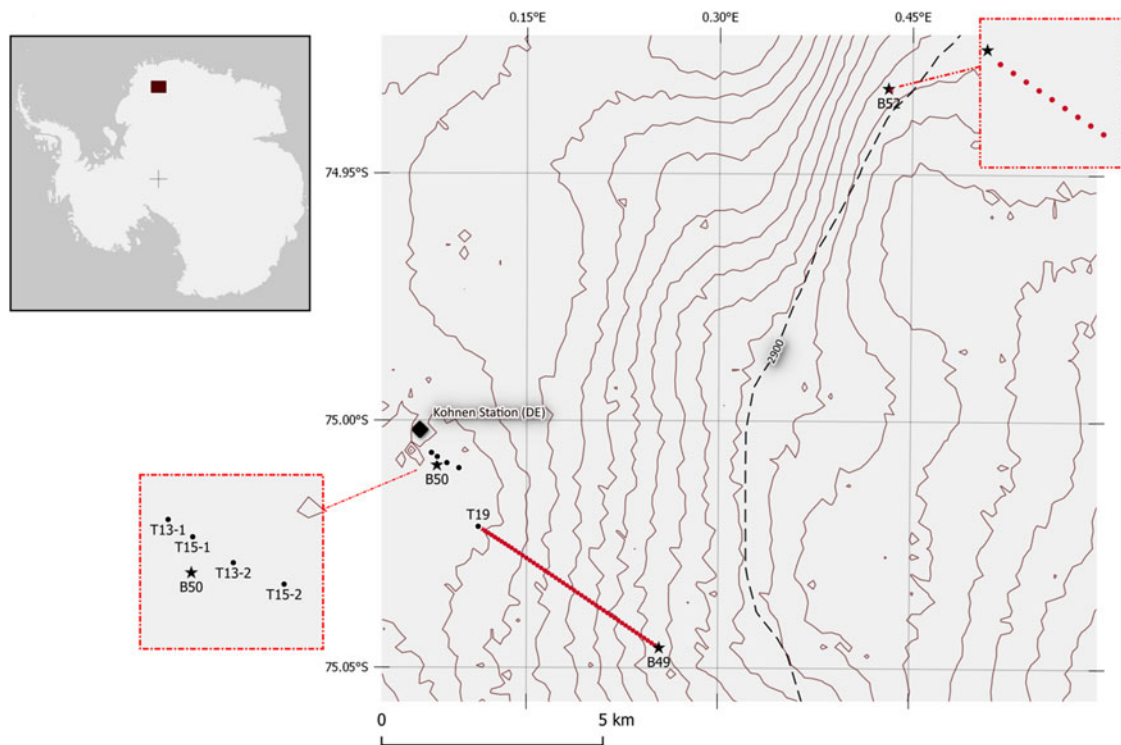 0.15°E
0.30°E
0.45°E
B52
74.95°S
2900
Kohnen Station (DE)
75.00°S
B50
T19
T13-1
T15-1
T13-2
B50
T15-2
B49
75.05°S
0
5 km